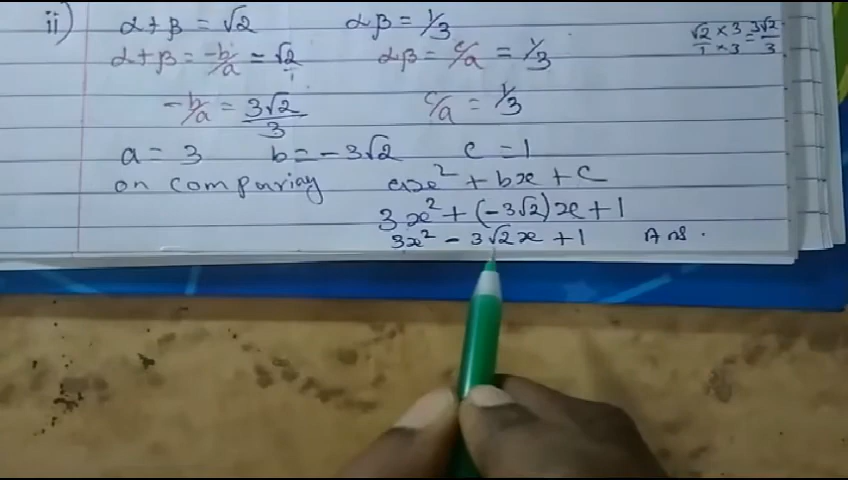 ii) α+β = √2 αβ = 1/3
α+β = -b/a = √2/1 αβ = c/a = 1/3
√2/1 × 3/3 = 3√2/3
-b/a = 3√2/3 c/a = 1/3
a = 3 b = -3√2 c = 1
on comparing ax² + bx + c
3x² + (-3√2)x + 1
3x² - 3√2x + 1 Ans.